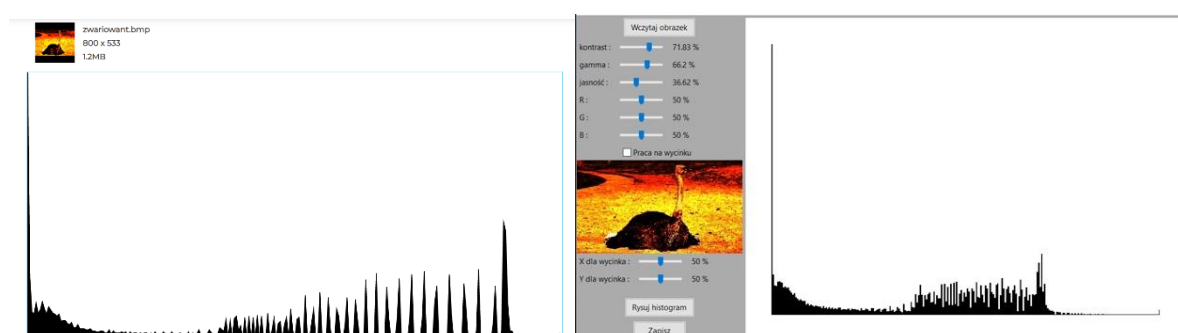 zwariowant.bmp
800 x 533
1.2MB
Wczytaj obrazek
kontrast : 71.83 %
gamma : 66.2 %
jasność : 36.62 %
R : 50 %
G : 50 %
B : 50 %
Praca na wycinku
X dla wycinka : 50 %
Y dla wycinka : 50 %
Rysuj histogram
Zapisz